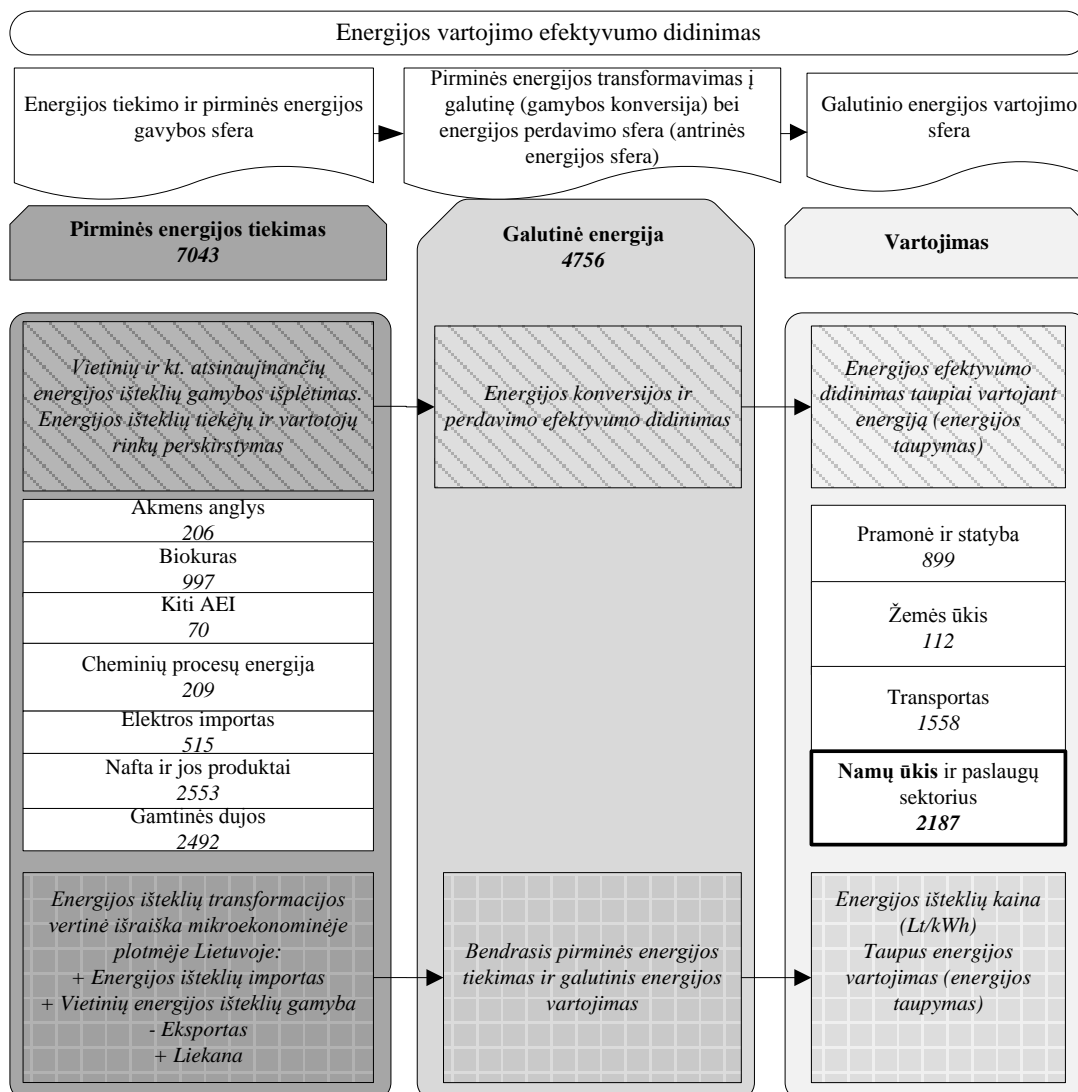 Energijos vartojimo efektyvumo didinimas
Energijos tiekimo ir pirminės energijos
gavybos sfera
Pirminės energijos transformavimas į
galutinę (gamybos konversija) bei
energijos perdavimo sfera (antrinės
energijos sfera)
Galutinio energijos vartojimo
sfera
Pirminės energijos tiekimas
7043
Galutinė energija
4756
Vartojimas
Vietinių ir kt. atsinaujinančių
energijos išteklių gamybos išplėtimas.
Energijos išteklių tiekėjų ir vartotojų
rinkų perskirstymas
Energijos konversijos ir
perdavimo efektyvumo didinimas
Energijos efektyvumo
didinimas taupiai vartojant
energiją (energijos
taupymas)
Akmens anglys
206
Biokuras
997
Kiti AEI
70
Cheminių procesų energija
209
Elektros importas
515
Nafta ir jos produktai
2553
Gamtinės dujos
2492
Pramonė ir statyba
899
Žemės ūkis
112
Transportas
1558
Namų ūkis ir paslaugų
sektorius
2187
Energijos išteklių transformacijos
vertinė išraiška mikroekonominėje
plotmėje Lietuvoje:
+ Energijos išteklių importas
+ Vietinių energijos išteklių gamyba
- Eksportas
+ Liekana
Bendrasis pirminės energijos
tiekimas ir galutinis energijos
vartojimas
Energijos išteklių kaina
(Lt/kWh)
Taupus energijos
vartojimas (energijos
taupymas)